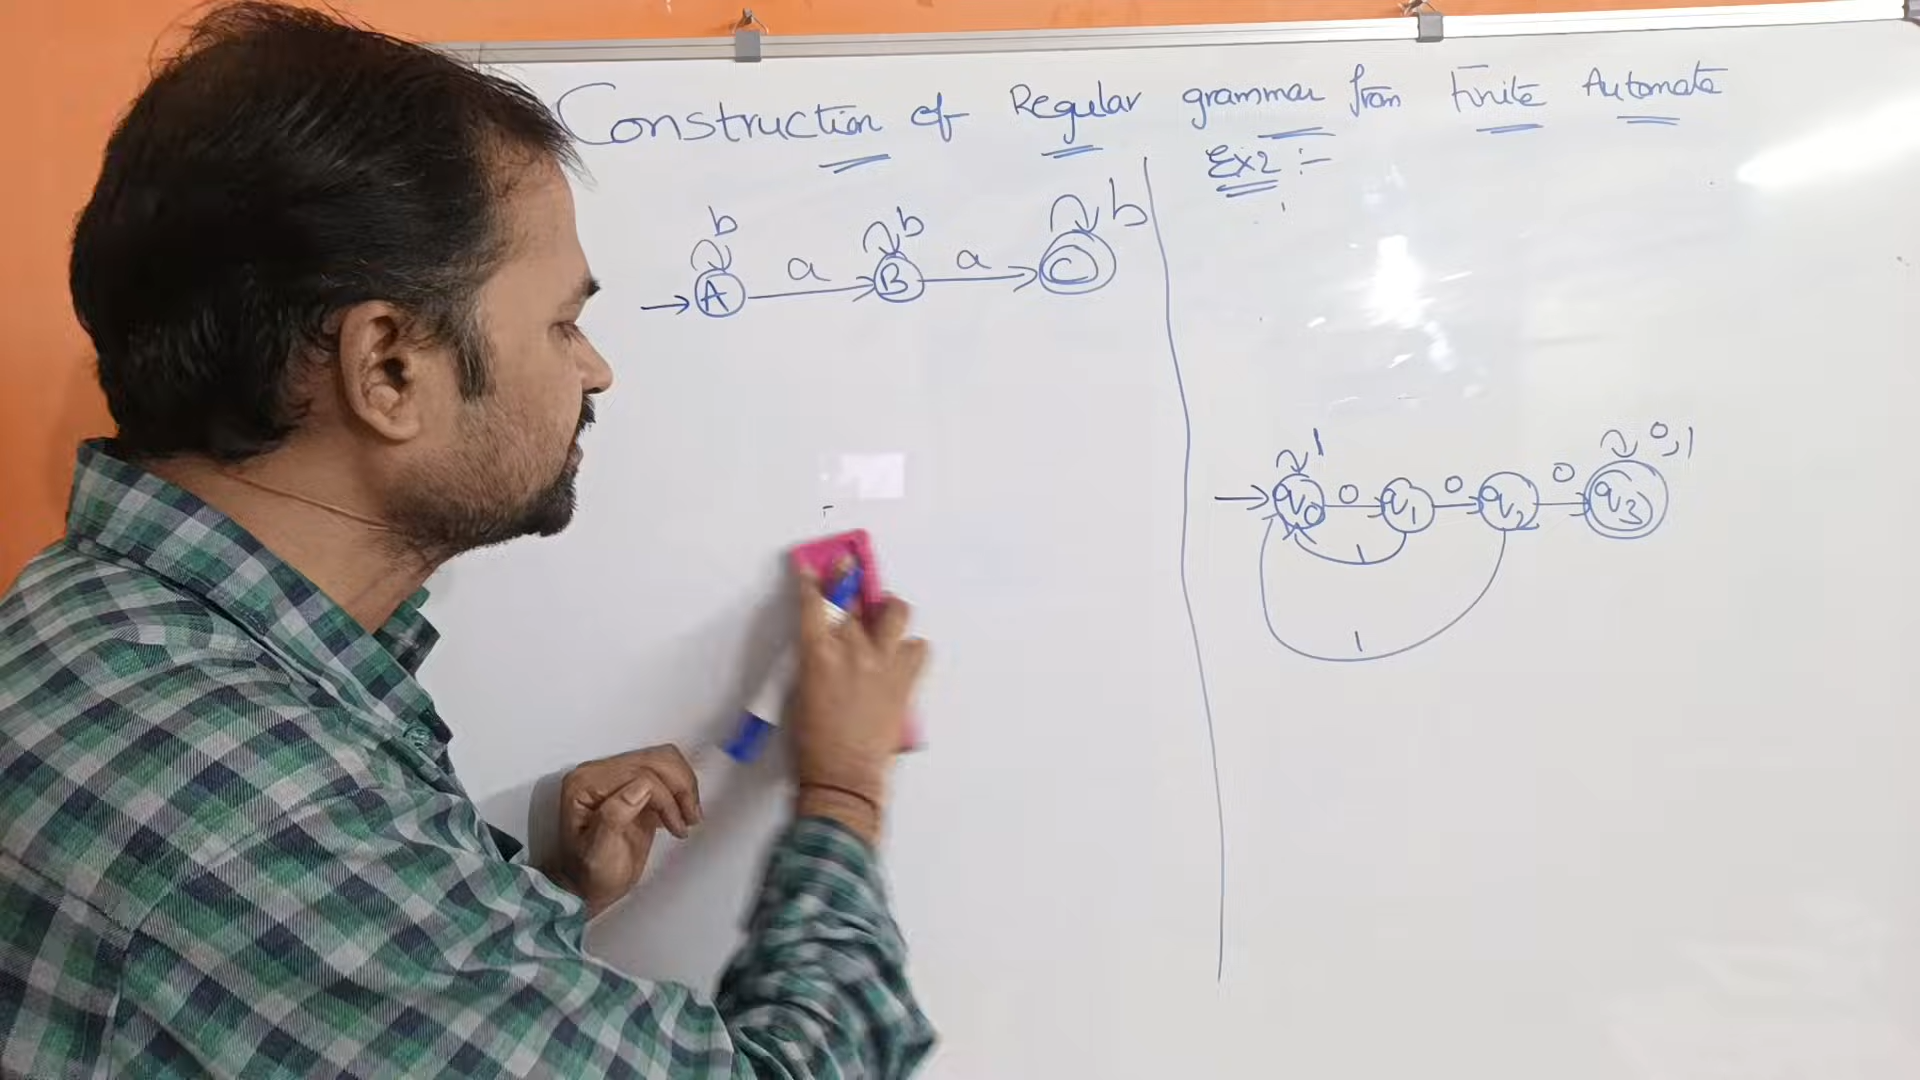 Construction of Regular grammar from Finite Automata
Ex2 :-
b b b
a a
A B C
1 0,1
0 0 0
q0 q1 q2 q3
1
1